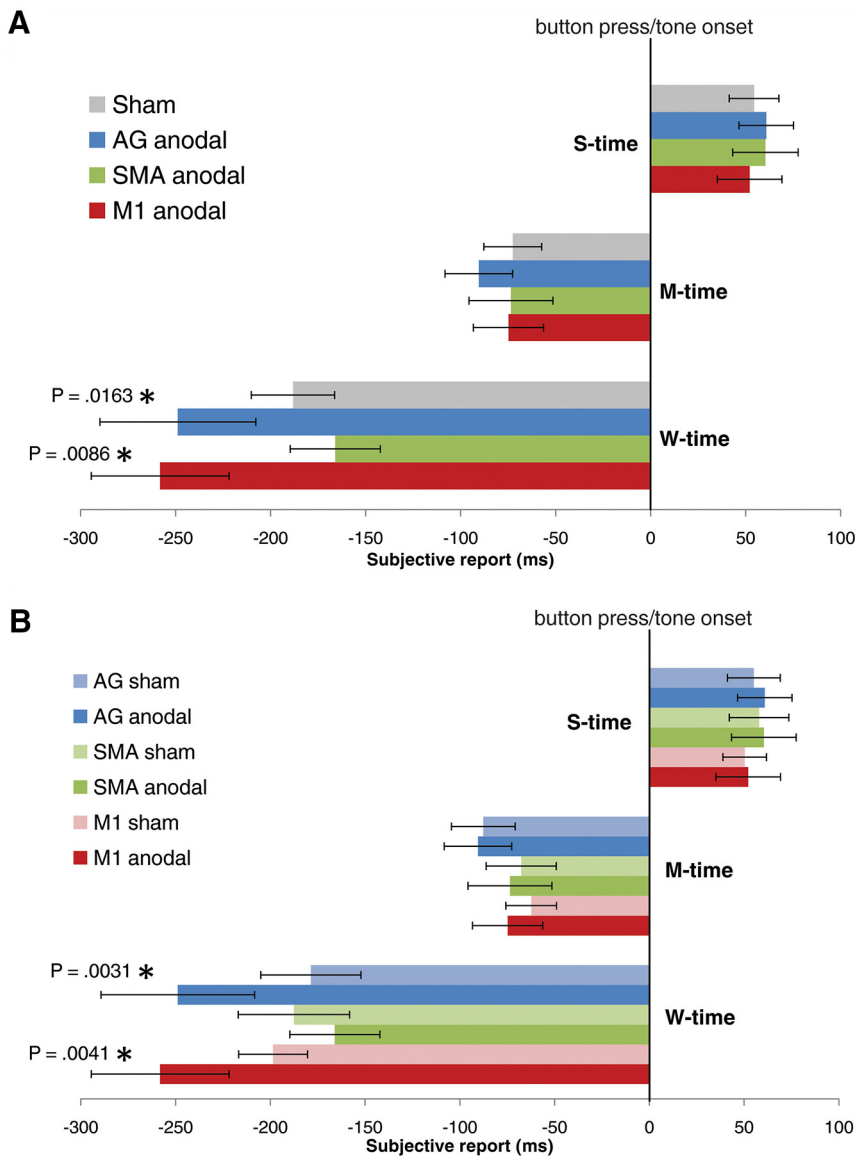 A
button press/tone onset
Sham
AG anodal
SMA anodal
M1 anodal
S-time
M-time
P = .0163 *
W-time
P = .0086 *
-300 -250 -200 -150 -100 -50 0 50 100
Subjective report (ms)
B
button press/tone onset
AG sham
AG anodal
SMA sham
SMA anodal
M1 sham
M1 anodal
S-time
M-time
P = .0031 *
W-time
P = .0041 *
-300 -250 -200 -150 -100 -50 0 50 100
Subjective report (ms)